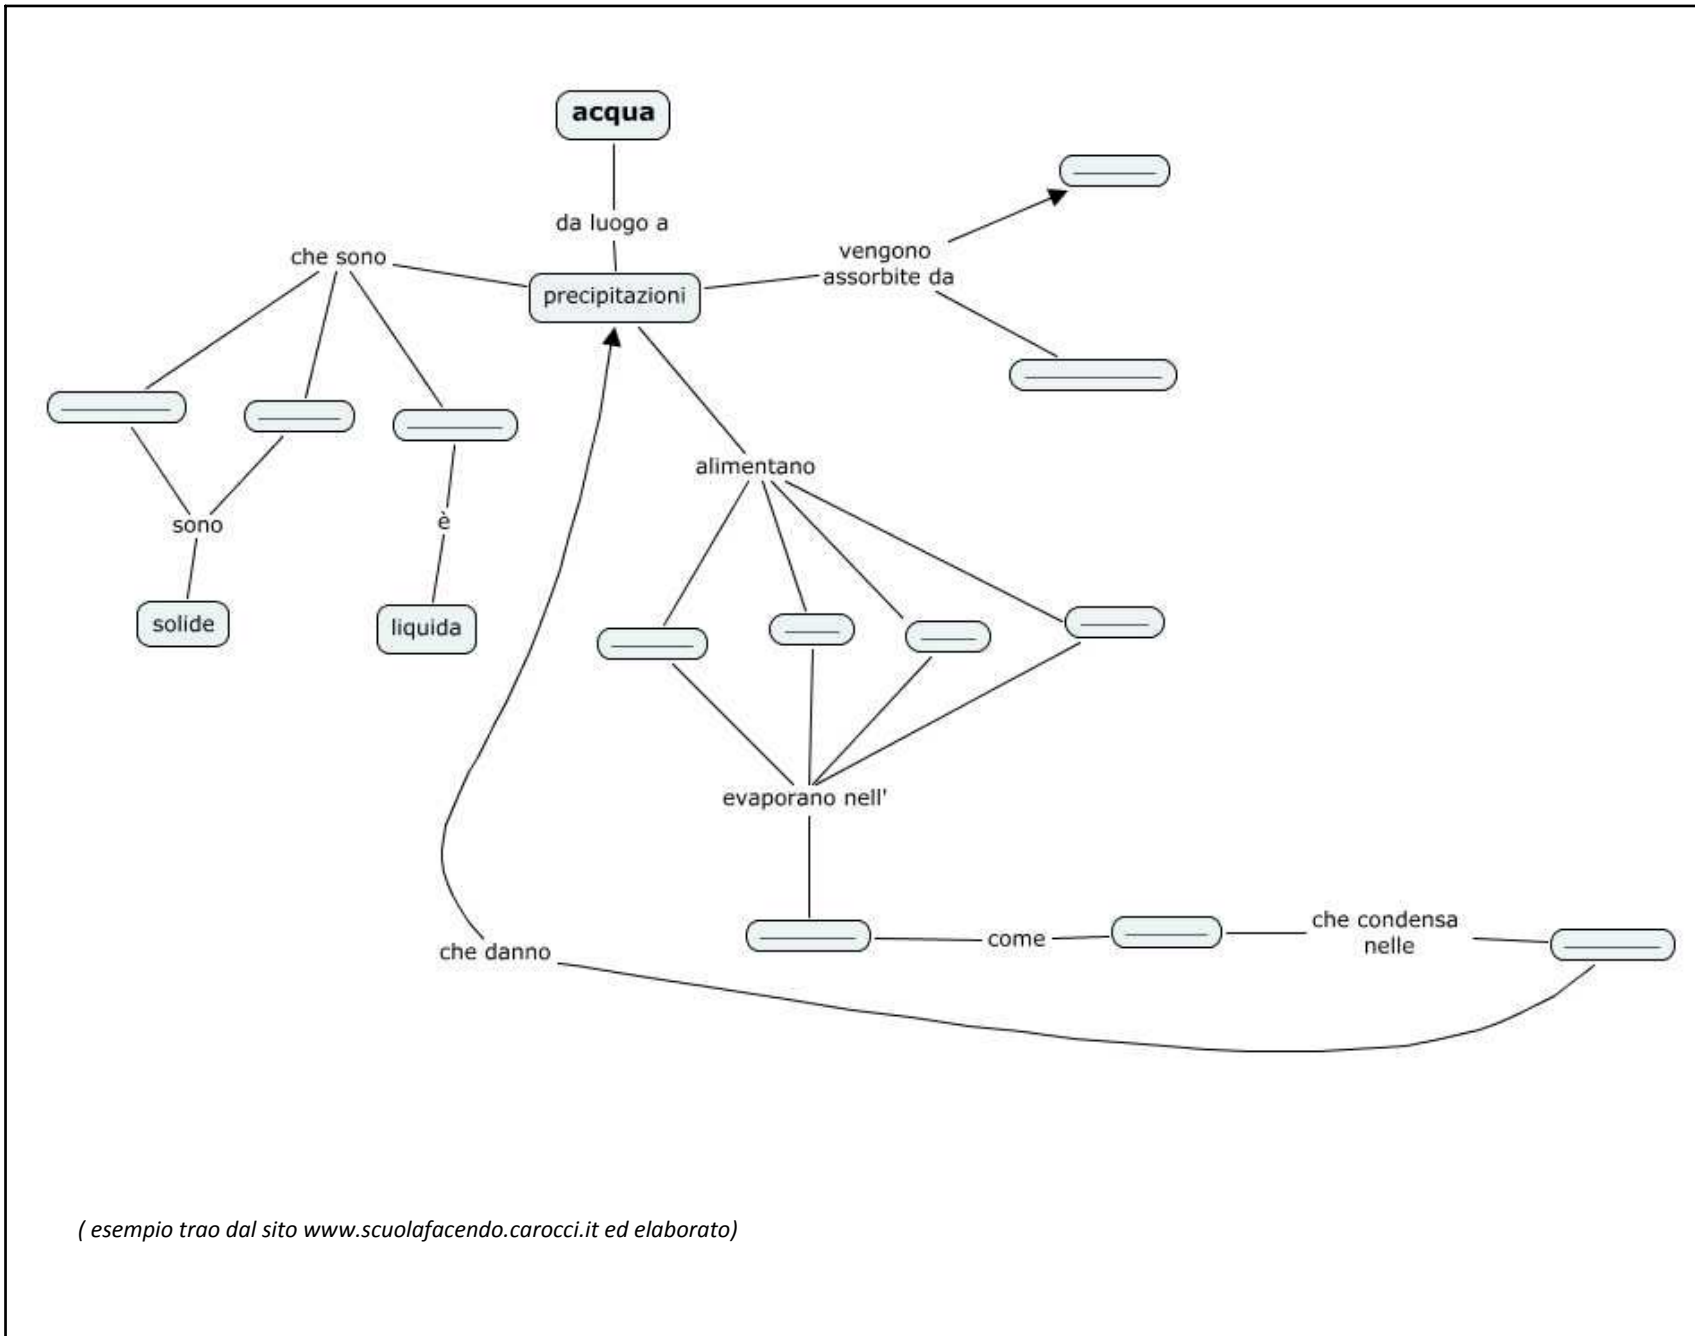 acqua
da luogo a
che sono
vengono
assorbite da
precipitazioni
alimentano
sono
è
solide
liquida
evaporano nell'
che danno
come
che condensa
nelle
( esempio trao dal sito www.scuolafacendo.carocci.it ed elaborato)